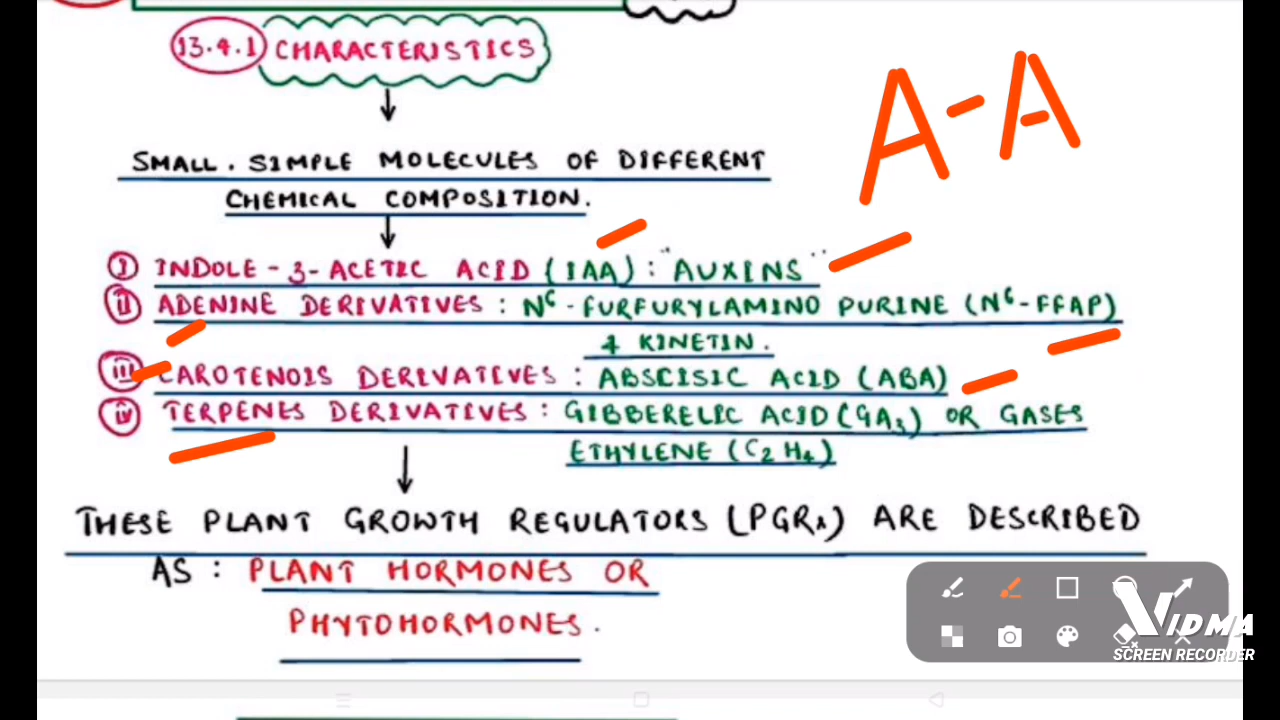 13.4.1 CHARACTERISTICS
A-A
SMALL. SIMPLE MOLECULES OF DIFFERENT
CHEMICAL COMPOSITION.
I INDOLE-3-ACETIC ACID (IAA): "AUXINS"
II ADENINE DERIVATIVES: N6-FURFURYLAMINO PURINE (N6-FFAP)
& KINETIN.
III CAROTENOIS DERIVATIVES: ABSCISIC ACID (ABA)
IV TERPENES DERIVATIVES: GIBBERELIC ACID (GA3) OR GASES
ETHYLENE (C2H4)
THESE PLANT GROWTH REGULATORS (PGRs) ARE DESCRIBED
AS: PLANT HORMONES OR
PHYTOHORMONES.
VIDMA
SCREEN RECORDER